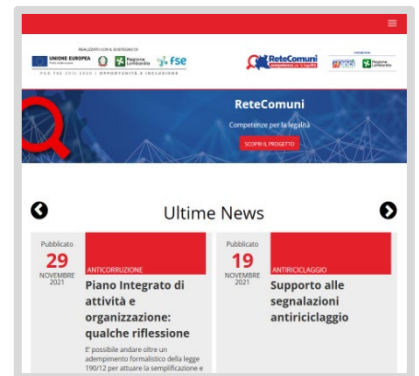 REALIZZATO CON IL SOSTEGNO DI
UNIONE EUROPEA
Regione
Lombardia
fse
POR FSE 2014-2020 | OPPORTUNITÀ E INCLUSIONE
ReteComuni
Regione
Lombardia
ReteComuni
Competenze per la legalità
SCOPRI IL PROGETTO
Ultime News
Pubblicato
29
NOVEMBRE
2021
ANTICORRUZIONE
Piano Integrato di
attività e
organizzazione:
qualche riflessione
E' possibile andare oltre un
adempimento formalistico della legge
190/12 per attuare la semplificazione e
Pubblicato
19
NOVEMBRE
2021
ANTIRICICLAGGIO
Supporto alle
segnalazioni
antiriciclaggio